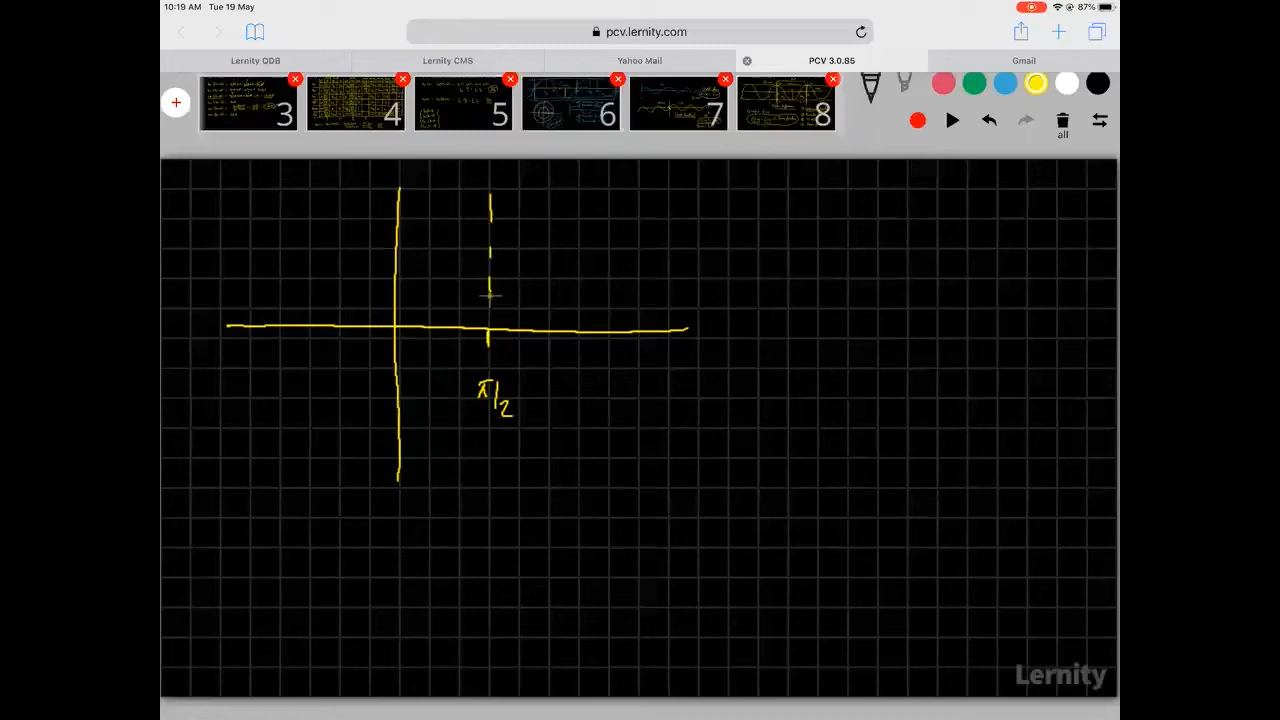 10:19 AM Tue 19 May
87%
pcv.lernity.com
Lernity QDB
Lernity CMS
Yahoo Mail
PCV 3.0.85
Gmail
3
4
5
6
7
8
all
π/2
Lernity